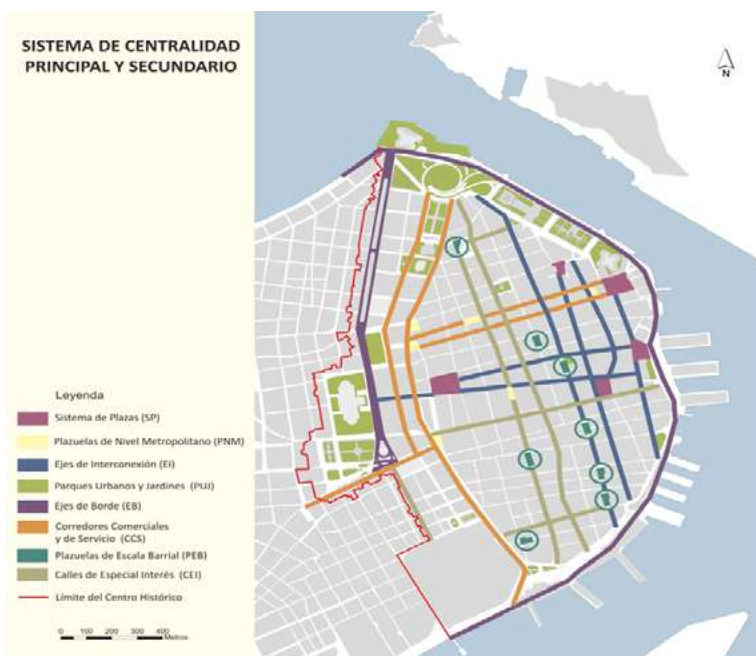 SISTEMA DE CENTRALIDAD
PRINCIPAL Y SECUNDARIO
N
Leyenda
Sistema de Plazas (SP)
Plazuelas de Nivel Metropolitano (PNM)
Ejes de Interconexión (EI)
Parques Urbanos y Jardines (PUJ)
Ejes de Borde (EB)
Corredores Comerciales
y de Servicio (CCS)
Plazuelas de Escala Barrial (PEB)
Calles de Especial Interés (CEI)
Límite del Centro Histórico
0 100 200 300 400
Metros